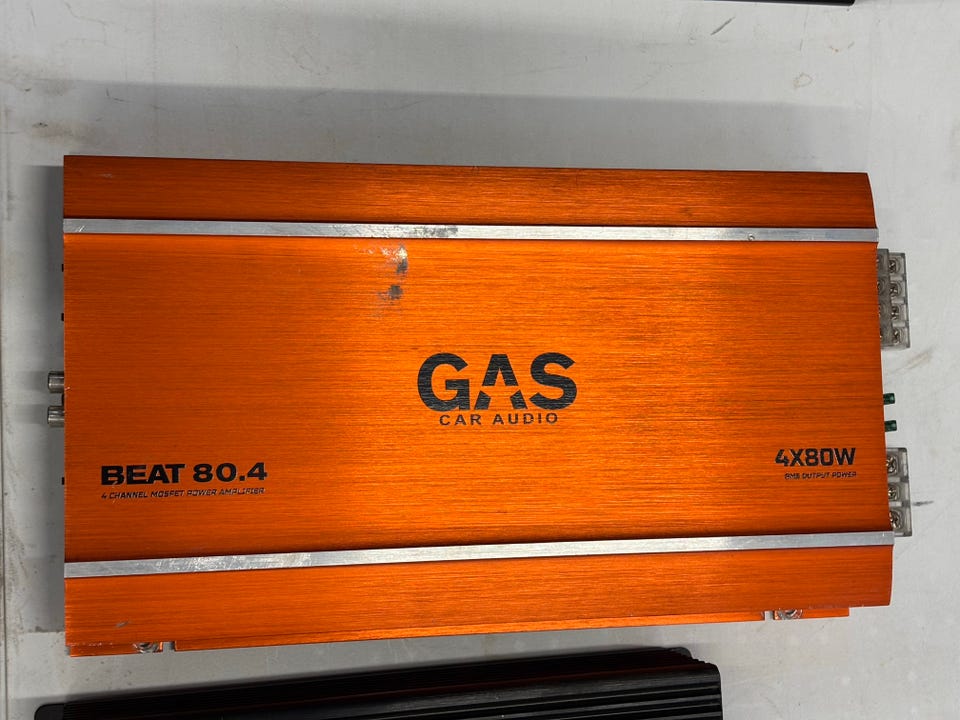 GAS
CAR AUDIO
BEAT 80.4
4 CHANNEL MOSFET POWER AMPLIFIER
4X80W
RMS OUTPUT POWER